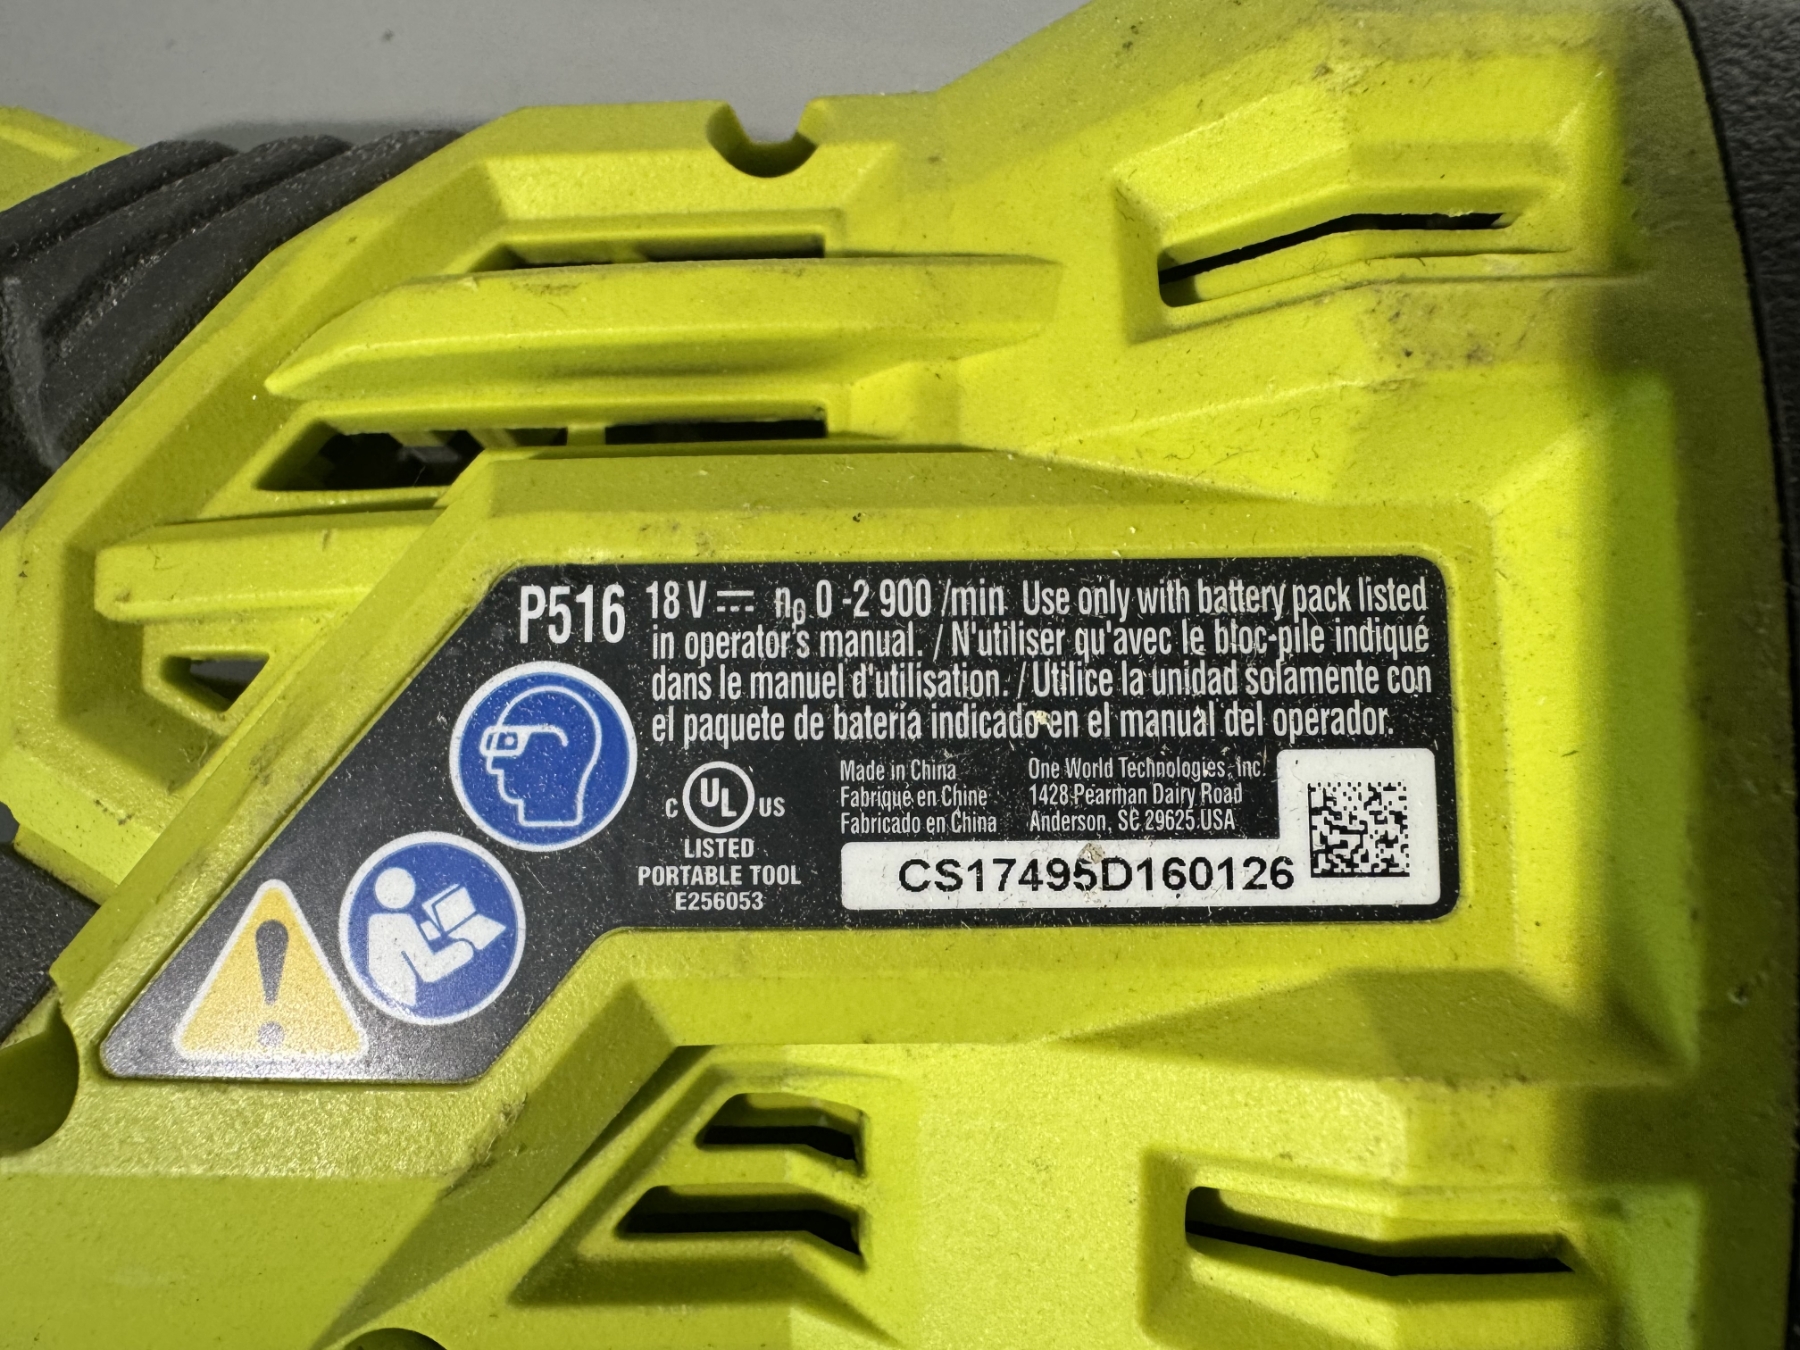 P516 18 V n₀ 0 -2 900 /min Use only with battery pack listed
in operator's manual. / N'utiliser qu'avec le bloc-pile indiqué
dans le manuel d'utilisation. / Utilice la unidad solamente con
el paquete de batería indicado en el manual del operador.
C UL US
LISTED
PORTABLE TOOL
E256053
Made in China
Fabriqué en Chine
Fabricado en China
One World Technologies, Inc.
1428 Pearman Dairy Road
Anderson, SC 29625 USA
CS17495D160126